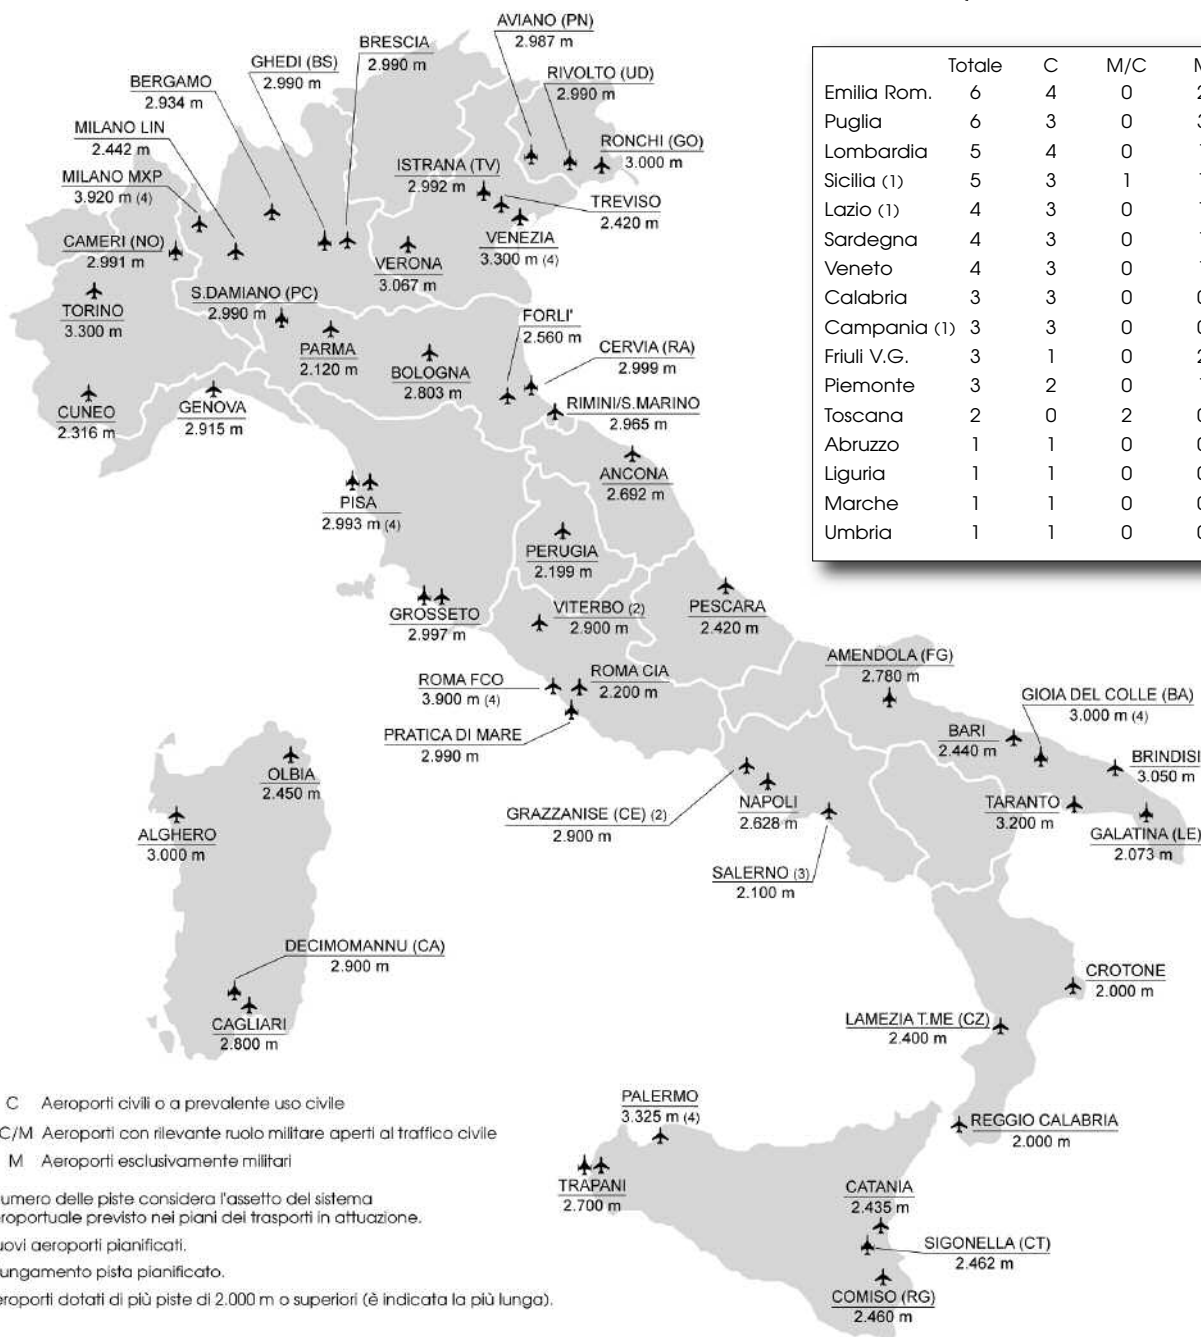 AVIANO (PN)
2.987 m
BRESCIA
2.990 m
GHEDI (BS)
2.990 m
RIVOLTO (UD)
2.990 m
BERGAMO
2.934 m
MILANO LIN
2.442 m
RONCHI (GO)
3.000 m
ISTRANA (TV)
2.992 m
MILANO MXP
3.920 m (4)
TREVISO
2.420 m
CAMERI (NO)
2.991 m
VENEZIA
3.300 m (4)
VERONA
3.067 m
S.DAMIANO (PC)
2.990 m
TORINO
3.300 m
FORLI'
2.560 m
PARMA
2.120 m
CERVIA (RA)
2.999 m
BOLOGNA
2.803 m
CUNEO
2.316 m
GENOVA
2.915 m
RIMINI/S.MARINO
2.965 m
ANCONA
2.692 m
PISA
2.993 m (4)
PERUGIA
2.199 m
GROSSETO
2.997 m
VITERBO (2)
2.900 m
PESCARA
2.420 m
ROMA FCO
3.900 m (4)
ROMA CIA
2.200 m
PRATICA DI MARE
2.990 m
AMENDOLA (FG)
2.780 m
GIOIA DEL COLLE (BA)
3.000 m (4)
BARI
2.440 m
BRINDISI
3.050 m
OLBIA
2.450 m
GRAZZANISE (CE) (2)
2.900 m
NAPOLI
2.628 m
TARANTO
3.200 m
ALGHERO
3.000 m
GALATINA (LE)
2.073 m
SALERNO (3)
2.100 m
DECIMOMANNU (CA)
2.900 m
CAGLIARI
2.800 m
CROTONE
2.000 m
LAMEZIA T.ME (CZ)
2.400 m
PALERMO
3.325 m (4)
REGGIO CALABRIA
2.000 m
TRAPANI
2.700 m
CATANIA
2.435 m
SIGONELLA (CT)
2.462 m
COMISO (RG)
2.460 m
Totale C M/C
Emilia Rom. 6 4 0
Puglia 6 3 0
Lombardia 5 4 0
Sicilia (1) 5 3 1
Lazio (1) 4 3 0
Sardegna 4 3 0
Veneto 4 3 0
Calabria 3 3 0
Campania (1) 3 3 0
Friuli V.G. 3 1 0
Piemonte 3 2 0
Toscana 2 0 2
Abruzzo 1 1 0
Liguria 1 1 0
Marche 1 1 0
Umbria 1 1 0
C Aeroporti civili o a prevalente uso civile
C/M Aeroporti con rilevante ruolo militare aperti al traffico civile
M Aeroporti esclusivamente militari
delle piste considera l'assetto del sistema
previsto nei piani dei trasporti in attuazione.
aeroporti pianificati.
pista pianificato.
dotati di più piste di 2.000 m o superiori (è indicata la più lunga).